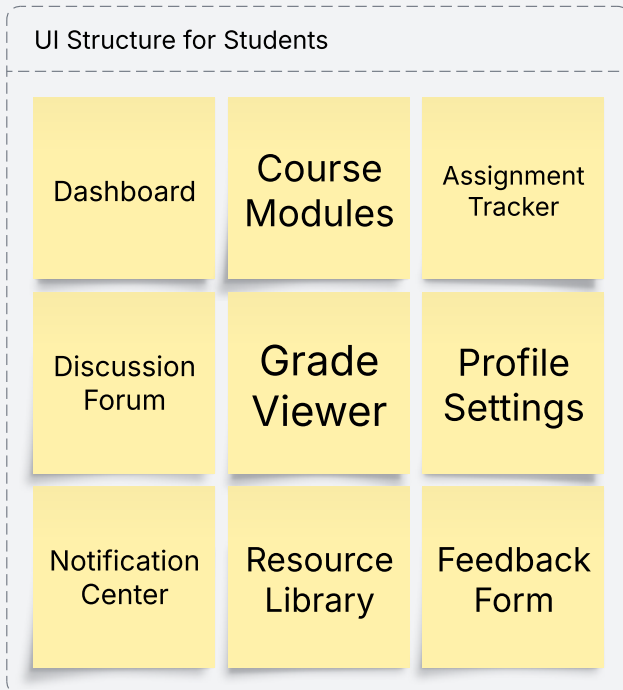 UI Structure for Students
Dashboard
Course
Modules
Assignment
Tracker
Discussion
Forum
Grade
Viewer
Profile
Settings
Notification
Center
Resource
Library
Feedback
Form